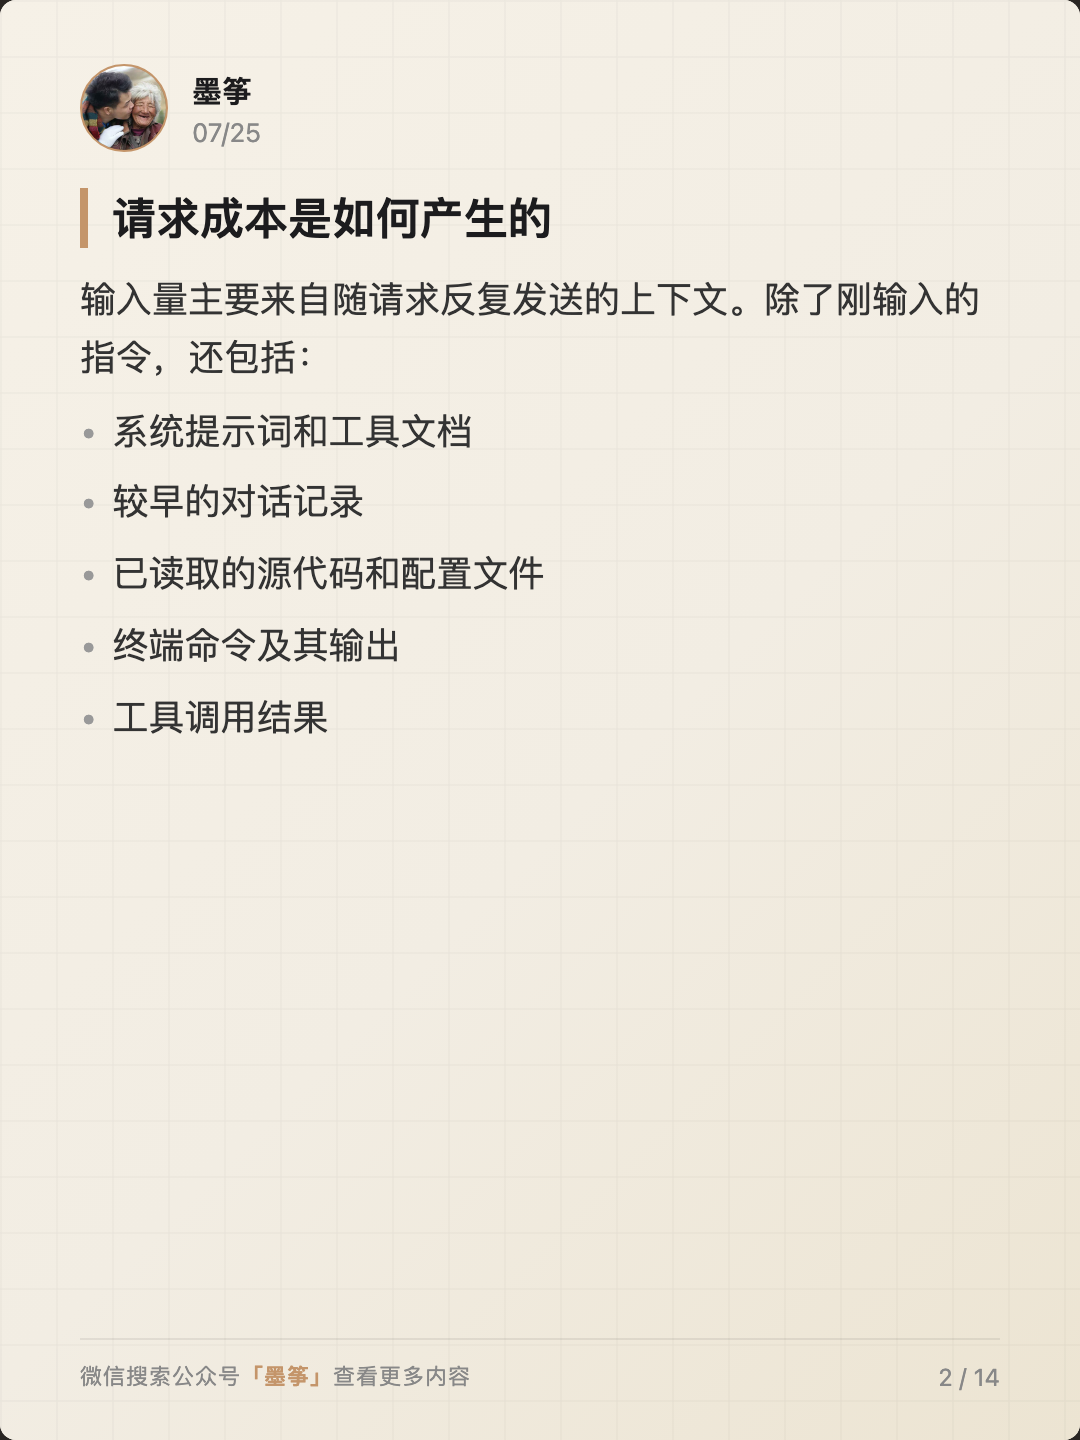 墨筝
07/25
请求成本是如何产生的
输入量主要来自随请求反复发送的上下文。除了刚输入的
指令，还包括：
• 系统提示词和工具文档
• 较早的对话记录
• 已读取的源代码和配置文件
• 终端命令及其输出
• 工具调用结果
微信搜索公众号「墨筝」查看更多内容
2 / 14